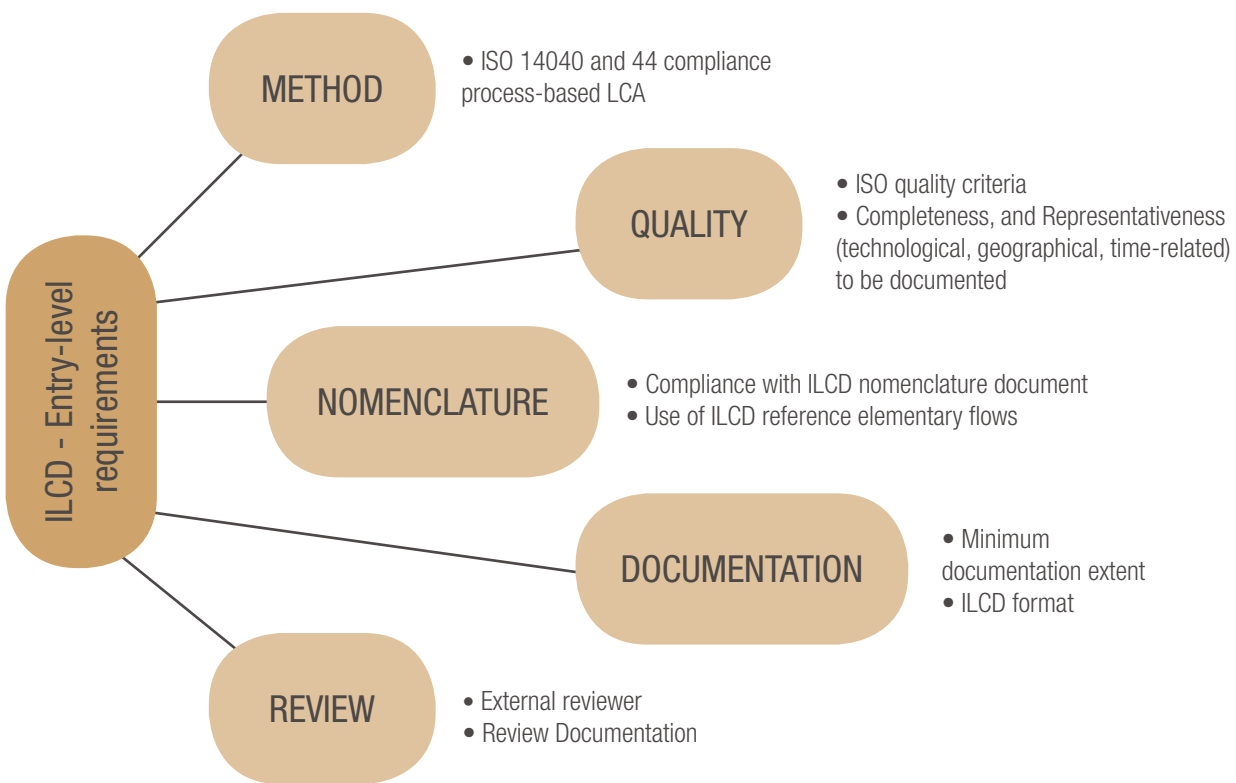 ILCD - Entry-level
requirements
METHOD
• ISO 14040 and 44 compliance
process-based LCA
QUALITY
• ISO quality criteria
• Completeness, and Representativeness
(technological, geographical, time-related)
to be documented
NOMENCLATURE
• Compliance with ILCD nomenclature document
• Use of ILCD reference elementary flows
DOCUMENTATION
• Minimum
documentation extent
• ILCD format
REVIEW
• External reviewer
• Review Documentation